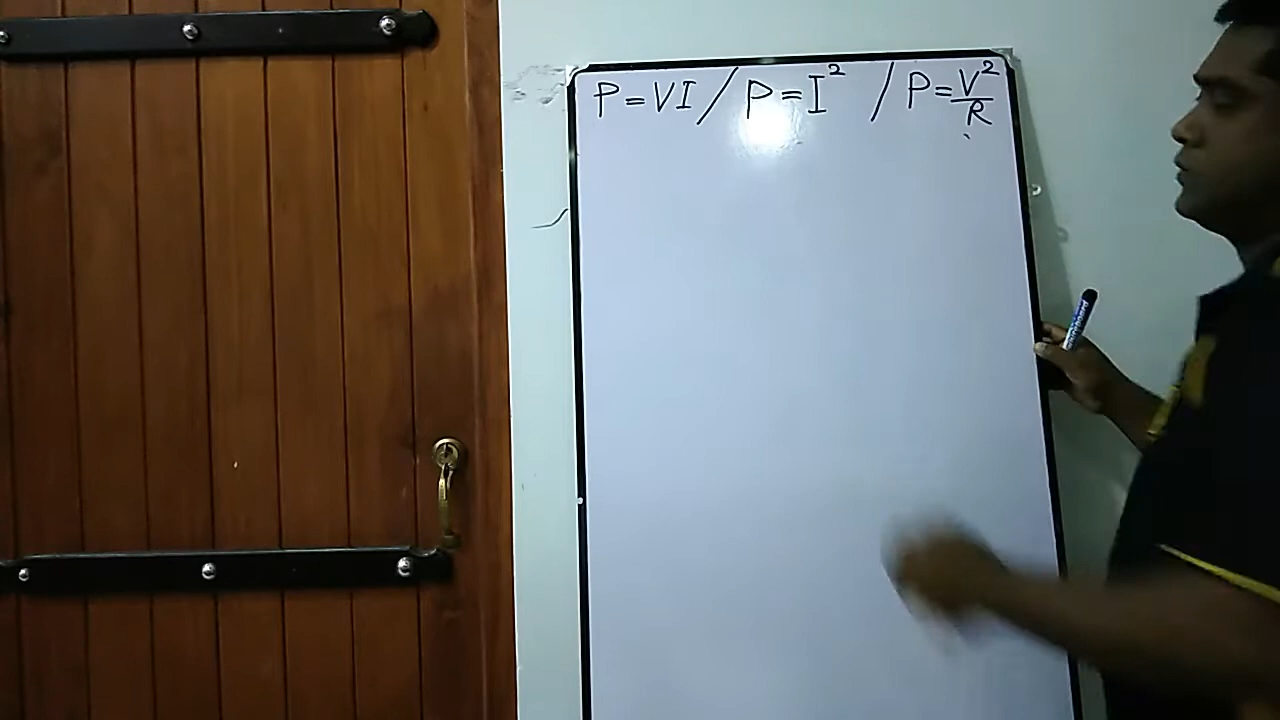 P = VI / P = I² / P = V²/R